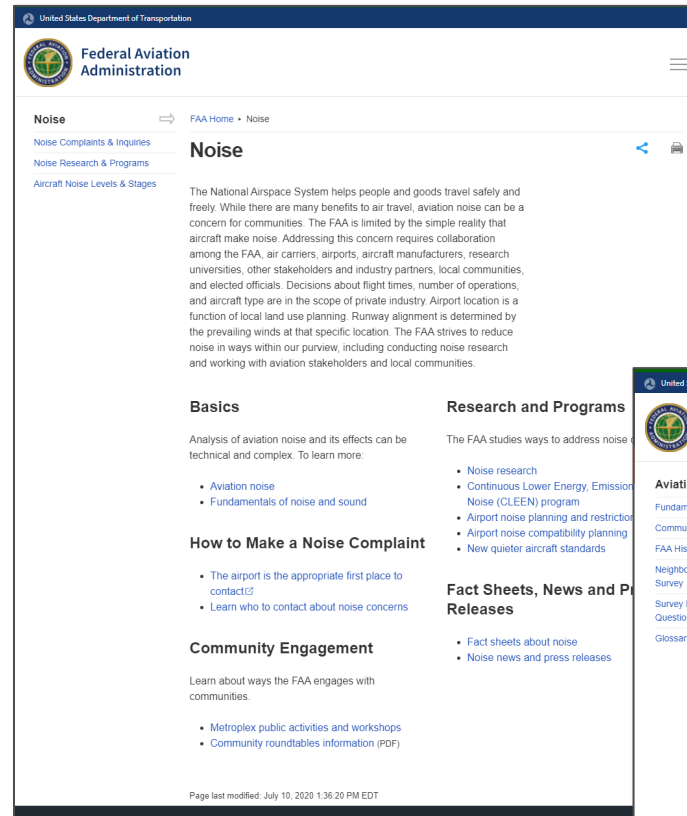 United States Department of Transportation
Federal Aviation
Administration
Noise
Noise Complaints & Inquiries
Noise Research & Programs
Aircraft Noise Levels & Stages
FAA Home • Noise
Noise
The National Airspace System helps people and goods travel safely and
freely. While there are many benefits to air travel, aviation noise can be a
concern for communities. The FAA is limited by the simple reality that
aircraft make noise. Addressing this concern requires collaboration
among the FAA, air carriers, airports, aircraft manufacturers, research
universities, other stakeholders and industry partners, local communities,
and elected officials. Decisions about flight times, number of operations,
and aircraft type are in the scope of private industry. Airport location is a
function of local land use planning. Runway alignment is determined by
the prevailing winds at that specific location. The FAA strives to reduce
noise in ways within our purview, including conducting noise research
and working with aviation stakeholders and local communities.
Basics
Analysis of aviation noise and its effects can be
technical and complex. To learn more:
• Aviation noise
• Fundamentals of noise and sound
How to Make a Noise Complaint
• The airport is the appropriate first place to
contact
• Learn who to contact about noise concerns
Community Engagement
Learn about ways the FAA engages with
communities.
• Metroplex public activities and workshops
• Community roundtables information (PDF)
Research and Programs
The FAA studies ways to address noise
• Noise research
• Continuous Lower Energy, Emission
Noise (CLEEN) program
• Airport noise planning and restriction
• Airport noise compatibility planning
• New quieter aircraft standards
Fact Sheets, News and Pr
Releases
• Fact sheets about noise
• Noise news and press releases
Page last modified: July 10, 2020 1:36:20 PM EDT
United
Aviati
Fundam
Commu
FAA His
Neighbo
Survey
Survey
Questio
Glossar